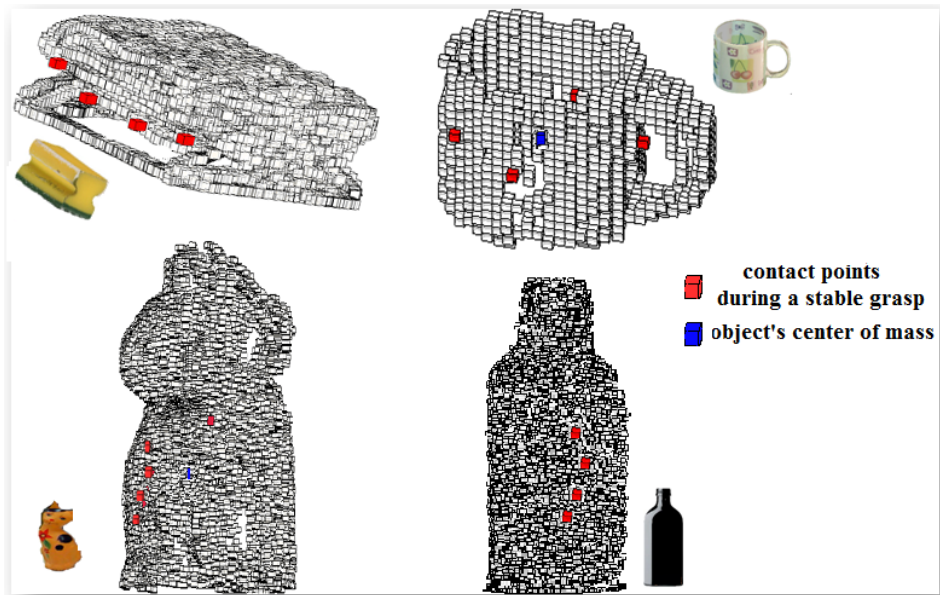 contact points
during a stable grasp
object's center of mass